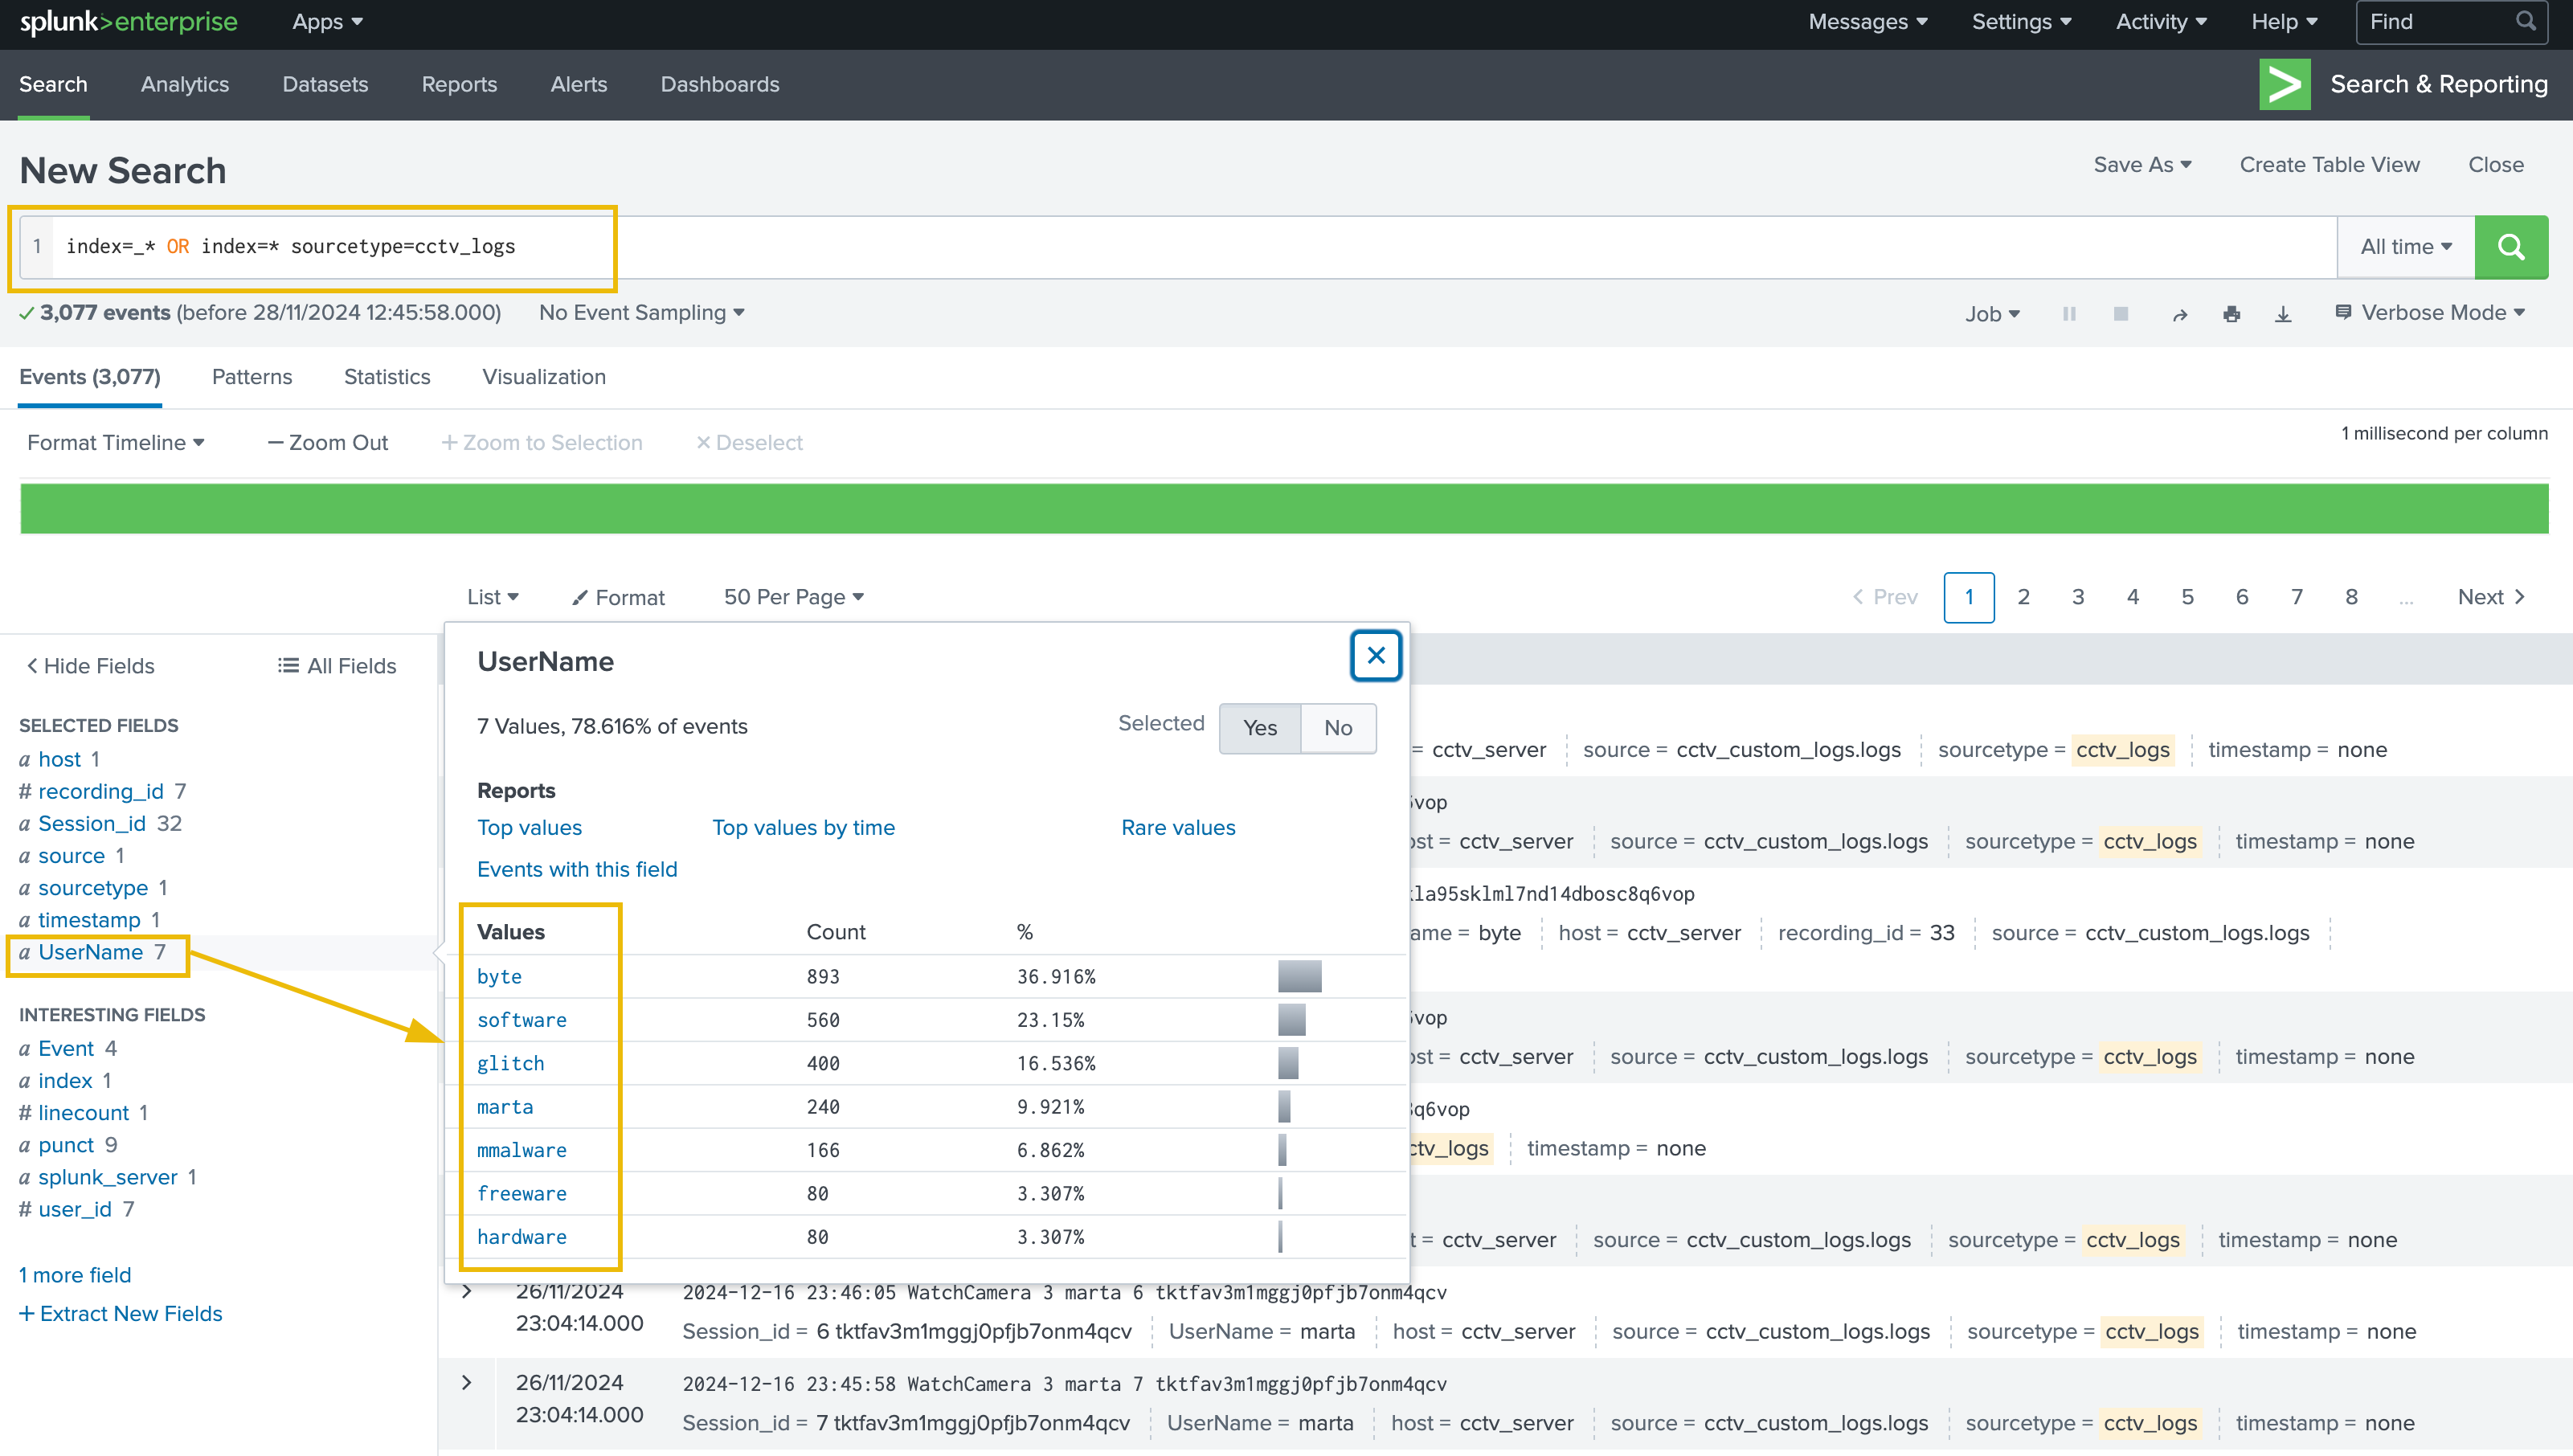 splunk>enterprise Apps Messages Settings Activity Help Find
Search Analytics Datasets Reports Alerts Dashboards Search & Reporting
New Search Save As Create Table View Close
1 index=_* OR index=* sourcetype=cctv_logs All time
3,077 events (before 28/11/2024 12:45:58.000) No Event Sampling Job Verbose Mode
Events (3,077) Patterns Statistics Visualization
Format Timeline Zoom Out + Zoom to Selection × Deselect 1 millisecond per column
List Format 50 Per Page < Prev 1 2 3 4 5 6 7 8 ... Next >
< Hide Fields All Fields
SELECTED FIELDS
a host 1
# recording_id 7
a Session_id 32
a source 1
a sourcetype 1
a timestamp 1
a UserName 7
INTERESTING FIELDS
a Event 4
a index 1
# linecount 1
a punct 9
a splunk_server 1
# user_id 7
1 more field
+ Extract New Fields
UserName
7 Values, 78.616% of events Selected Yes No
Reports
Top values Top values by time Rare values
Events with this field
Values Count %
byte 893 36.916%
software 560 23.15%
glitch 400 16.536%
marta 240 9.921%
mmalware 166 6.862%
freeware 80 3.307%
hardware 80 3.307%
= cctv_server source = cctv_custom_logs.logs sourcetype = cctv_logs timestamp = none
vop
st = cctv_server source = cctv_custom_logs.logs sourcetype = cctv_logs timestamp = none
la95sklml7nd14dbosc8q6vop
ame = byte host = cctv_server recording_id = 33 source = cctv_custom_logs.logs
vop
st = cctv_server source = cctv_custom_logs.logs sourcetype = cctv_logs timestamp = none
q6vop
ctv_logs timestamp = none
t = cctv_server source = cctv_custom_logs.logs sourcetype = cctv_logs timestamp = none
26/11/2024 2024-12-16 23:46:05 WatchCamera 3 marta 6 tktfav3m1mggj0pfjb7onm4qcv
23:04:14.000 Session_id = 6 tktfav3m1mggj0pfjb7onm4qcv UserName = marta host = cctv_server source = cctv_custom_logs.logs sourcetype = cctv_logs timestamp = none
26/11/2024 2024-12-16 23:45:58 WatchCamera 3 marta 7 tktfav3m1mggj0pfjb7onm4qcv
23:04:14.000 Session_id = 7 tktfav3m1mggj0pfjb7onm4qcv UserName = marta host = cctv_server source = cctv_custom_logs.logs sourcetype = cctv_logs timestamp = none